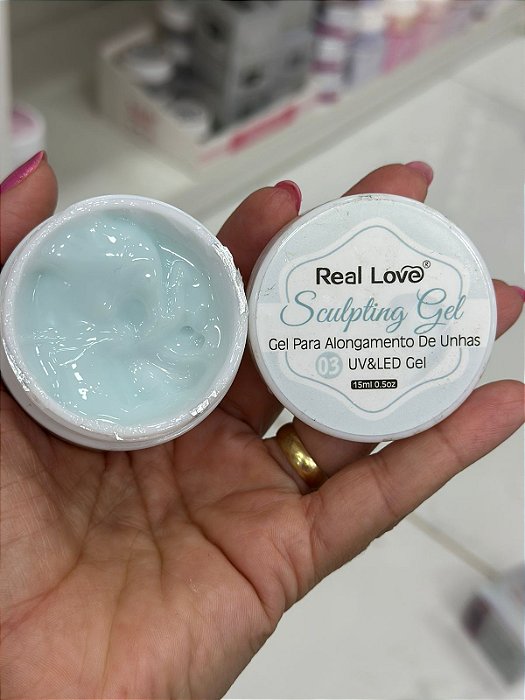 Real Love®
Sculpting Gel
Gel Para Alongamento De Unhas
03 UV&LED Gel
15ml 0.5oz